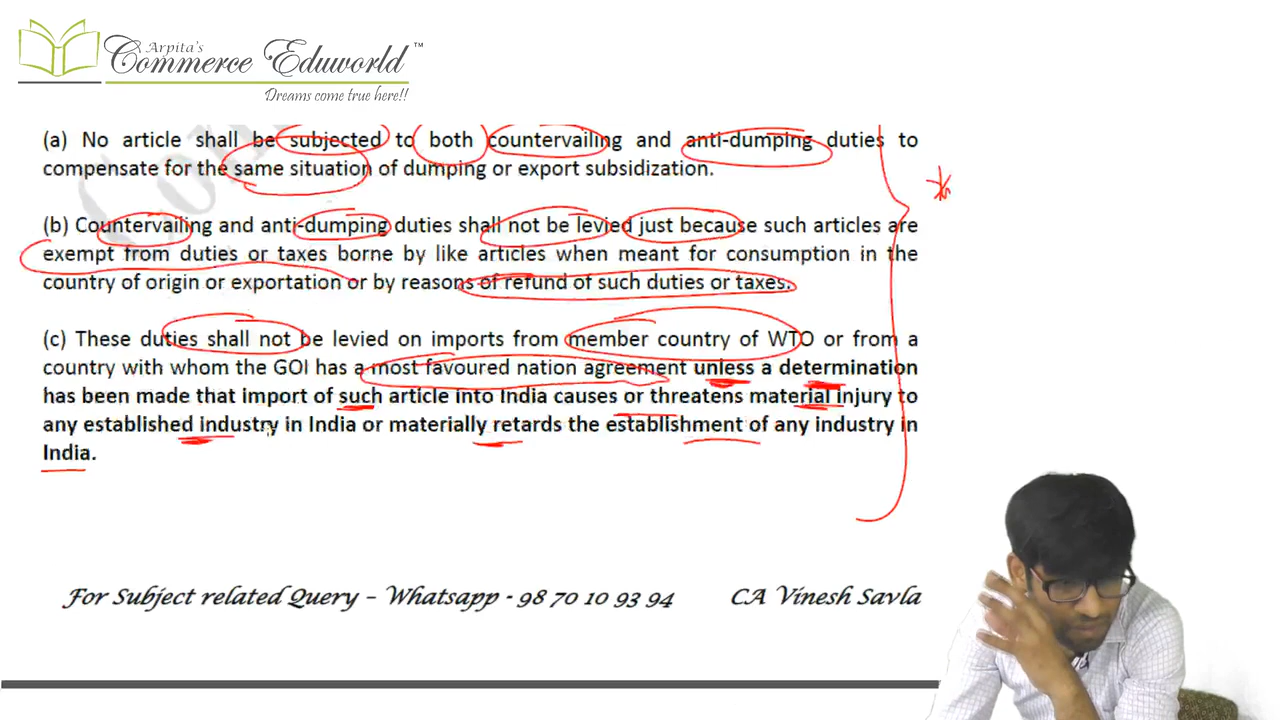 Arpita's
Commerce Eduworld™
Dreams come true here!!
(a) No article shall be subjected to both countervailing and anti-dumping duties to
compensate for the same situation of dumping or export subsidization.
(b) Countervailing and anti-dumping duties shall not be levied just because such articles are
exempt from duties or taxes borne by like articles when meant for consumption in the
country of origin or exportation or by reasons of refund of such duties or taxes.
(c) These duties shall not be levied on imports from member country of WTO or from a
country with whom the GOI has a most favoured nation agreement unless a determination
has been made that import of such article into India causes or threatens material injury to
any established industry in India or materially retards the establishment of any industry in
India.
For Subject related Query – Whatsapp - 98 70 10 93 94 CA Vinesh Savla